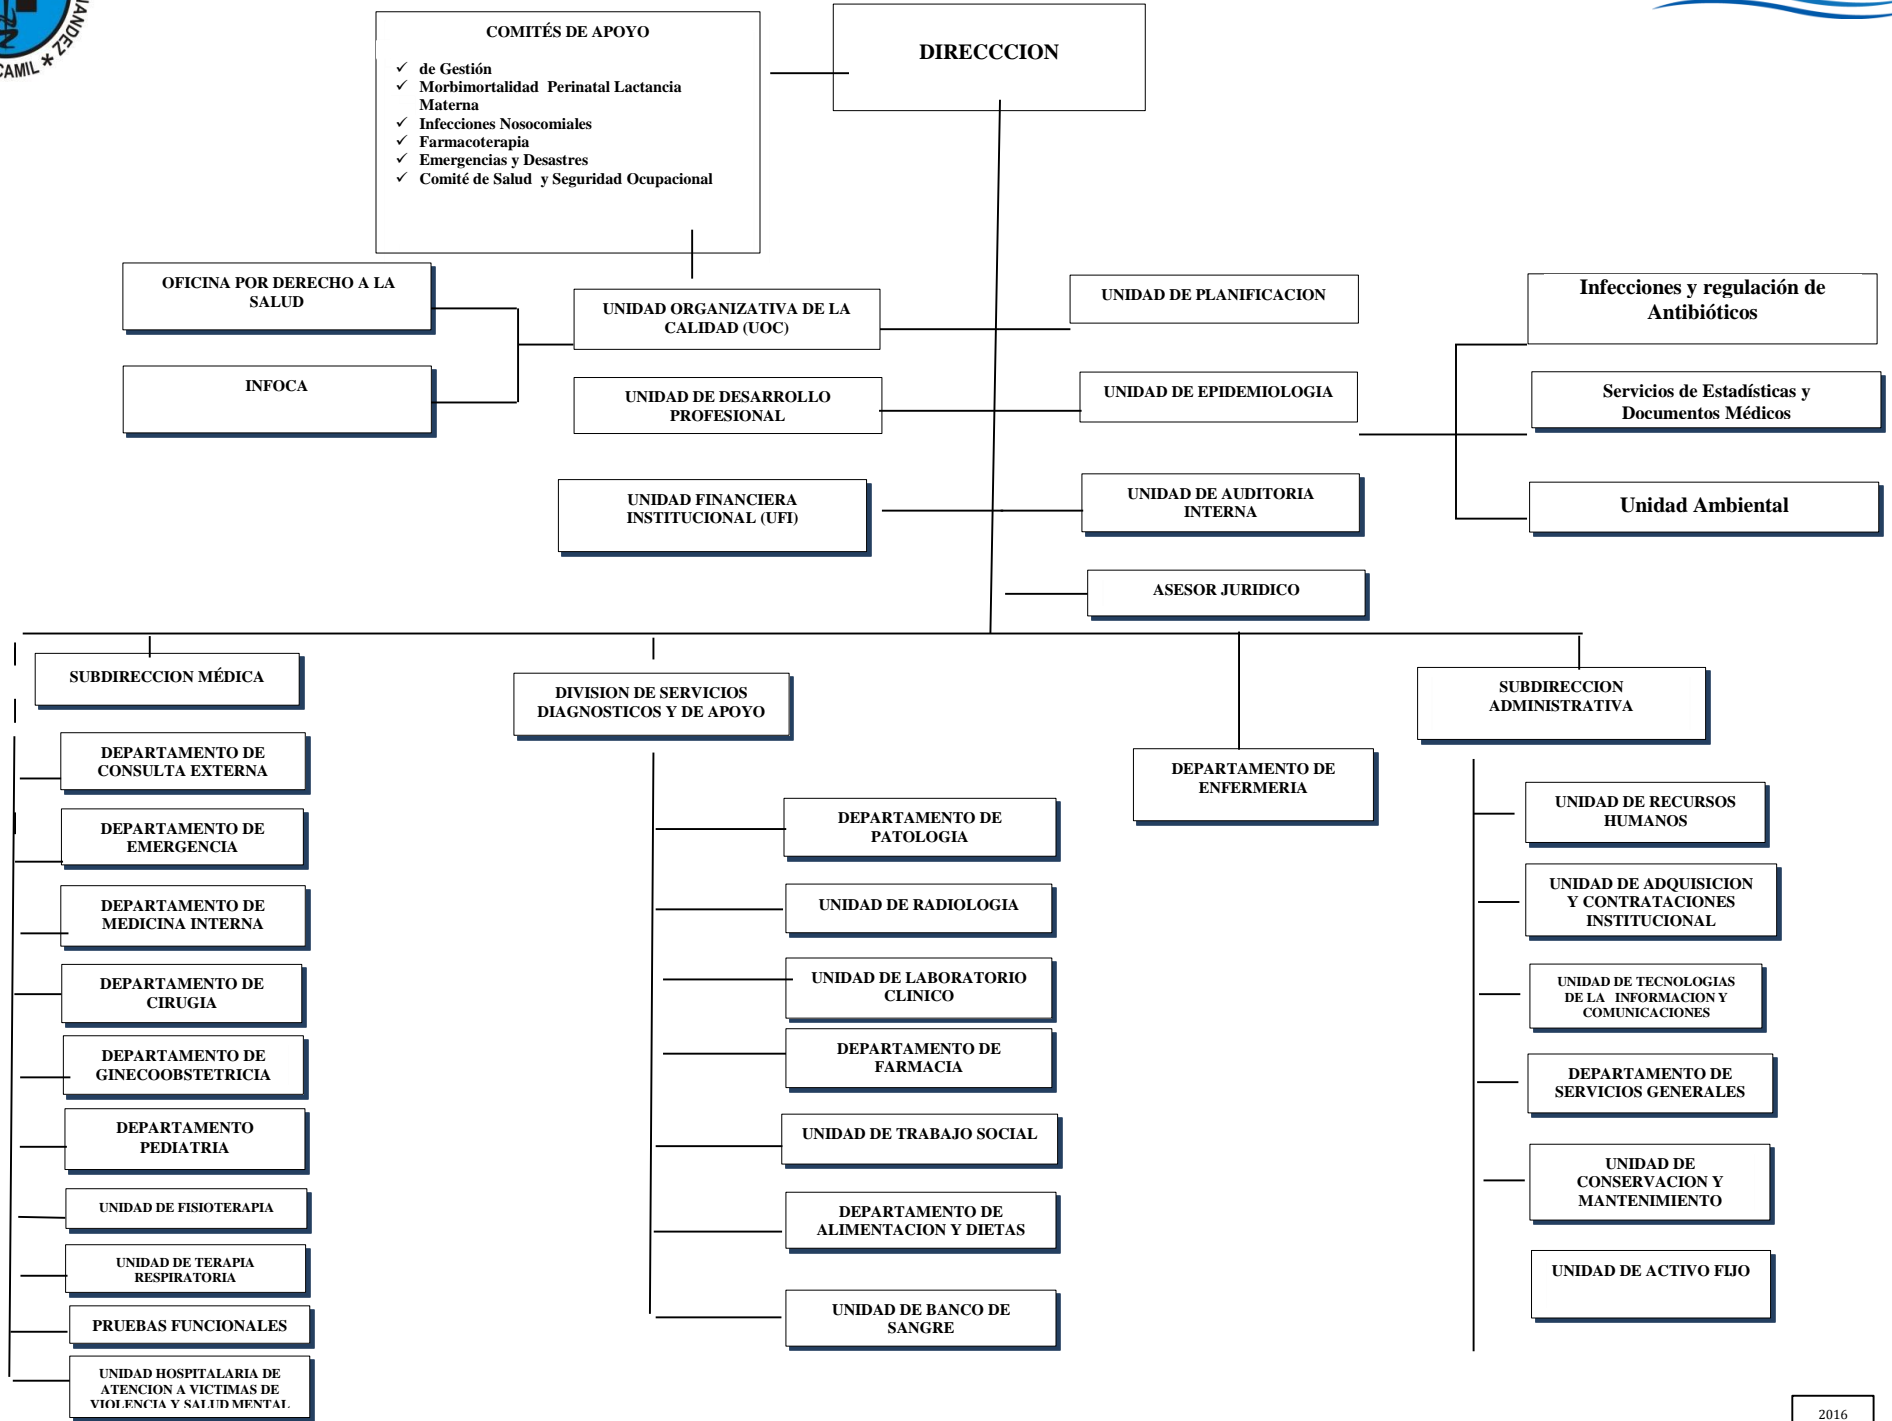 ANDEZ
CAMIL *
COMITÉS DE APOYO
✓ de Gestión
✓ Morbimortalidad Perinatal Lactancia
Materna
✓ Infecciones Nosocomiales
✓ Farmacoterapia
✓ Emergencias y Desastres
✓ Comité de Salud y Seguridad Ocupacional
DIRECCCION
OFICINA POR DERECHO A LA
SALUD
INFOCA
UNIDAD ORGANIZATIVA DE LA
CALIDAD (UOC)
UNIDAD DE DESARROLLO
PROFESIONAL
UNIDAD FINANCIERA
INSTITUCIONAL (UFI)
UNIDAD DE PLANIFICACION
UNIDAD DE EPIDEMIOLOGIA
UNIDAD DE AUDITORIA
INTERNA
ASESOR JURIDICO
Infecciones y regulación de
Antibióticos
Servicios de Estadísticas y
Documentos Médicos
Unidad Ambiental
SUBDIRECCION MÉDICA
DEPARTAMENTO DE
CONSULTA EXTERNA
DEPARTAMENTO DE
EMERGENCIA
DEPARTAMENTO DE
MEDICINA INTERNA
DEPARTAMENTO DE
CIRUGIA
DEPARTAMENTO DE
GINECOOBSTETRICIA
DEPARTAMENTO
PEDIATRIA
UNIDAD DE FISIOTERAPIA
UNIDAD DE TERAPIA
RESPIRATORIA
PRUEBAS FUNCIONALES
UNIDAD HOSPITALARIA DE
ATENCION A VICTIMAS DE
VIOLENCIA Y SALUD MENTAL
DIVISION DE SERVICIOS
DIAGNOSTICOS Y DE APOYO
DEPARTAMENTO DE
PATOLOGIA
UNIDAD DE RADIOLOGIA
UNIDAD DE LABORATORIO
CLINICO
DEPARTAMENTO DE
FARMACIA
UNIDAD DE TRABAJO SOCIAL
DEPARTAMENTO DE
ALIMENTACION Y DIETAS
UNIDAD DE BANCO DE
SANGRE
DEPARTAMENTO DE
ENFERMERIA
SUBDIRECCION
ADMINISTRATIVA
UNIDAD DE RECURSOS
HUMANOS
UNIDAD DE ADQUISICION
Y CONTRATACIONES
INSTITUCIONAL
UNIDAD DE TECNOLOGIAS
DE LA INFORMACION Y
COMUNICACIONES
DEPARTAMENTO DE
SERVICIOS GENERALES
UNIDAD DE
CONSERVACION Y
MANTENIMIENTO
UNIDAD DE ACTIVO FIJO
2016